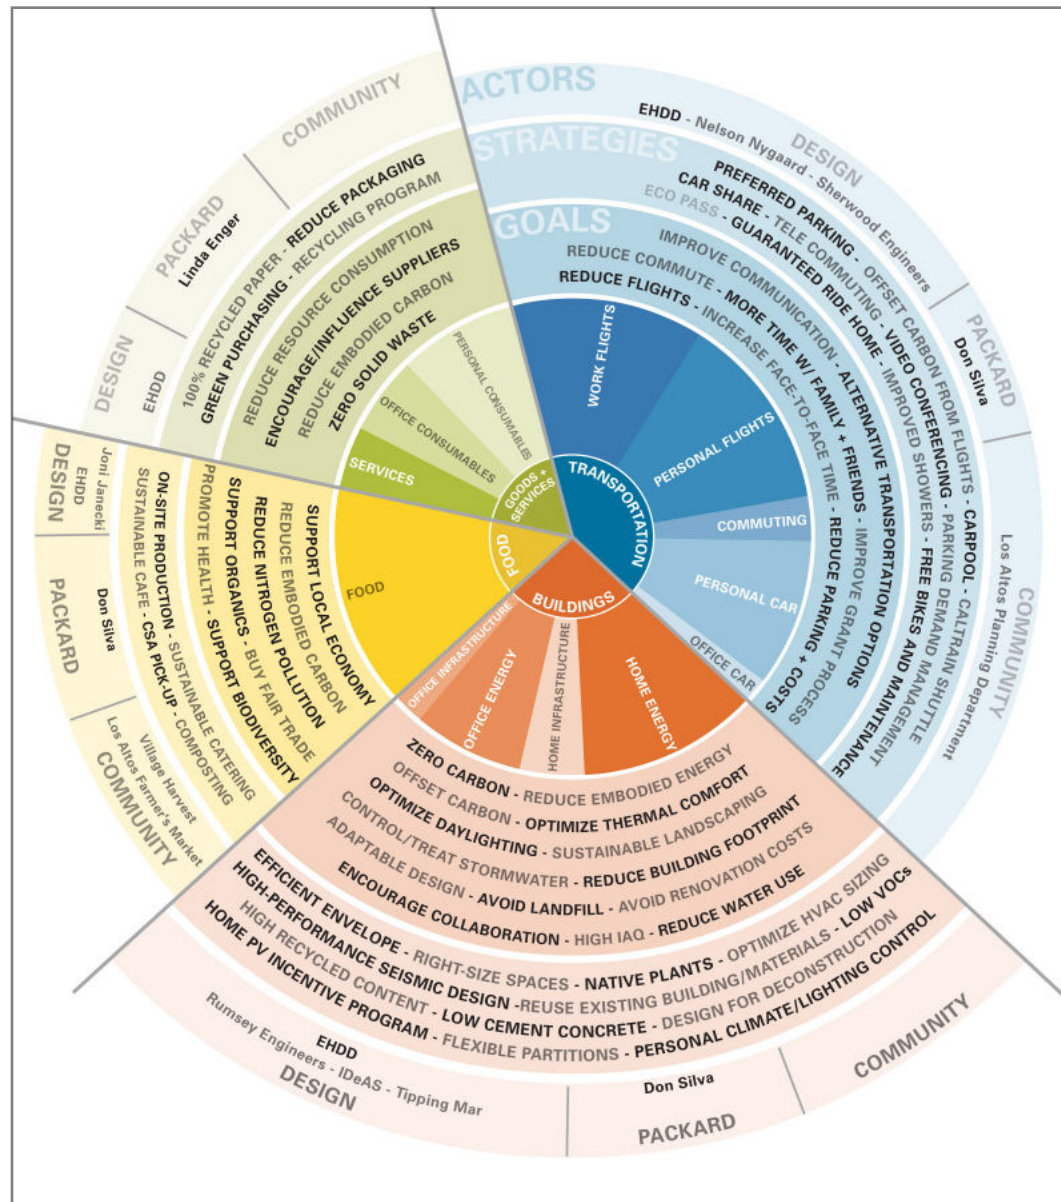 ACTORS
EHDD - Nelson Nygaard - Sherwood Engineers
DESIGN
Don Silva
PACKARD
Los Altos Planning Department
COMMUNITY
STRATEGIES
PREFERRED PARKING - OFFSET CARBON FROM FLIGHTS - CARPOOL - CALTRAIN SHUTTLE
CAR SHARE - TELE COMMUTING - VIDEO CONFERENCING - PARKING DEMAND MANAGEMENT
ECO PASS - GUARANTEED RIDE HOME - IMPROVED SHOWERS - FREE BIKES AND MAINTENANCE
GOALS
IMPROVE COMMUNICATION - ALTERNATIVE TRANSPORTATION OPTIONS
REDUCE COMMUTE - MORE TIME W/ FAMILY + FRIENDS - IMPROVE GRANT PROCESS
REDUCE FLIGHTS - INCREASE FACE-TO-FACE TIME - REDUCE PARKING + COSTS
WORK FLIGHTS
PERSONAL FLIGHTS
COMMUTING
PERSONAL CAR
OFFICE CAR
TRANSPORTATION
BUILDINGS
HOME ENERGY
HOME INFRASTRUCTURE
OFFICE ENERGY
OFFICE INFRASTRUCTURE
ZERO CARBON - REDUCE EMBODIED ENERGY
OFFSET CARBON - OPTIMIZE THERMAL COMFORT
OPTIMIZE DAYLIGHTING - SUSTAINABLE LANDSCAPING
CONTROL/TREAT STORMWATER - REDUCE BUILDING FOOTPRINT
ADAPTABLE DESIGN - AVOID LANDFILL - AVOID RENOVATION COSTS
ENCOURAGE COLLABORATION - HIGH IAQ - REDUCE WATER USE
EFFICIENT ENVELOPE - RIGHT-SIZE SPACES - NATIVE PLANTS - OPTIMIZE HVAC SIZING
HIGH-PERFORMANCE SEISMIC DESIGN -REUSE EXISTING BUILDING/MATERIALS - LOW VOCs
HIGH RECYCLED CONTENT - LOW CEMENT CONCRETE - DESIGN FOR DECONSTRUCTION
HOME PV INCENTIVE PROGRAM - FLEXIBLE PARTITIONS - PERSONAL CLIMATE/LIGHTING CONTROL
EHDD
Rumsey Engineers - IDeAS - Tipping Mar
DESIGN
Don Silva
PACKARD
COMMUNITY
FOOD
FOOD
SUPPORT LOCAL ECONOMY
REDUCE EMBODIED CARBON
REDUCE NITROGEN POLLUTION
SUPPORT ORGANICS - BUY FAIR TRADE
PROMOTE HEALTH - SUPPORT BIODIVERSITY
ON-SITE PRODUCTION - SUSTAINABLE CATERING
SUSTAINABLE CAFE - CSA PICK-UP - COMPOSTING
Joni Janecki
EHDD
DESIGN
Don Silva
PACKARD
Village Harvest
Los Altos Farmer's Market
COMMUNITY
GOODS +
SERVICES
SERVICES
OFFICE CONSUMABLES
PERSONAL CONSUMABLES
REDUCE RESOURCE CONSUMPTION
ENCOURAGE/INFLUENCE SUPPLIERS
REDUCE EMBODIED CARBON
ZERO SOLID WASTE
100% RECYCLED PAPER - REDUCE PACKAGING
GREEN PURCHASING - RECYCLING PROGRAM
DESIGN
EHDD
PACKARD
Linda Enger
COMMUNITY